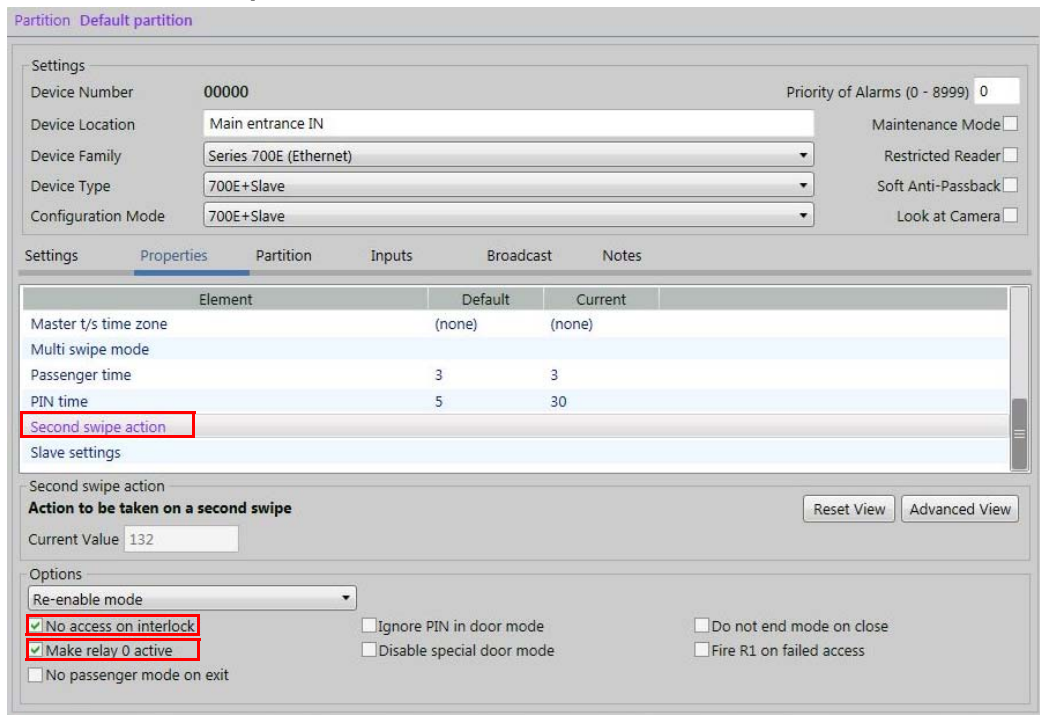 Partition Default partition
Settings
Device Number 00000 Priority of Alarms (0 - 8999) 0
Device Location Main entrance IN Maintenance Mode
Device Family Series 700E (Ethernet) Restricted Reader
Device Type 700E+Slave Soft Anti-Passback
Configuration Mode 700E+Slave Look at Camera
Settings Properties Partition Inputs Broadcast Notes
Element Default Current
Master t/s time zone (none) (none)
Multi swipe mode
Passenger time 3 3
PIN time 5 30
Second swipe action
Slave settings
Second swipe action
Action to be taken on a second swipe Reset View Advanced View
Current Value 132
Options
Re-enable mode
No access on interlock Ignore PIN in door mode Do not end mode on close
Make relay 0 active Disable special door mode Fire R1 on failed access
No passenger mode on exit